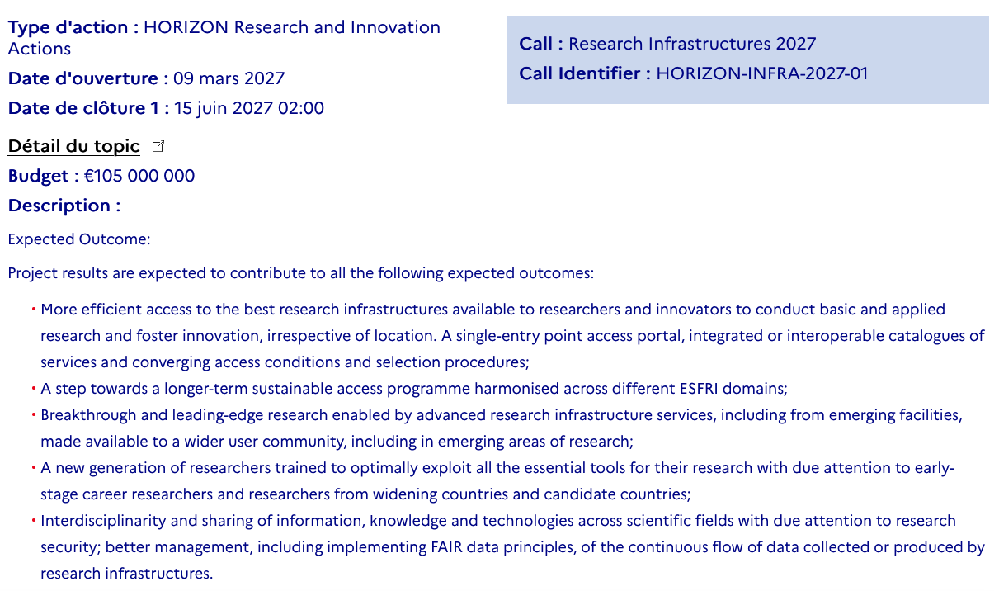 Type d'action : HORIZON Research and Innovation
Actions
Date d'ouverture : 09 mars 2027
Date de clôture 1 : 15 juin 2027 02:00
Call : Research Infrastructures 2027
Call Identifier : HORIZON-INFRA-2027-01
Détail du topic
Budget : €105 000 000
Description :
Expected Outcome:
Project results are expected to contribute to all the following expected outcomes:
• More efficient access to the best research infrastructures available to researchers and innovators to conduct basic and applied
research and foster innovation, irrespective of location. A single-entry point access portal, integrated or interoperable catalogues of
services and converging access conditions and selection procedures;
• A step towards a longer-term sustainable access programme harmonised across different ESFRI domains;
• Breakthrough and leading-edge research enabled by advanced research infrastructure services, including from emerging facilities,
made available to a wider user community, including in emerging areas of research;
• A new generation of researchers trained to optimally exploit all the essential tools for their research with due attention to early-
stage career researchers and researchers from widening countries and candidate countries;
• Interdisciplinarity and sharing of information, knowledge and technologies across scientific fields with due attention to research
security; better management, including implementing FAIR data principles, of the continuous flow of data collected or produced by
research infrastructures.